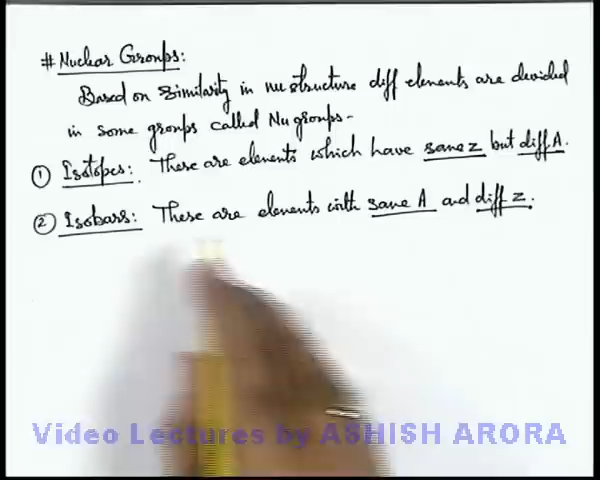 # Nuclear Groups:
Based on similarity in nu structure diff elements are devided
in some groups called Nu groups-
① Isotopes: These are elements which have same z but diff A.
② Isobars: These are elements with same A and diff z.
Video Lectures by ASHISH ARORA